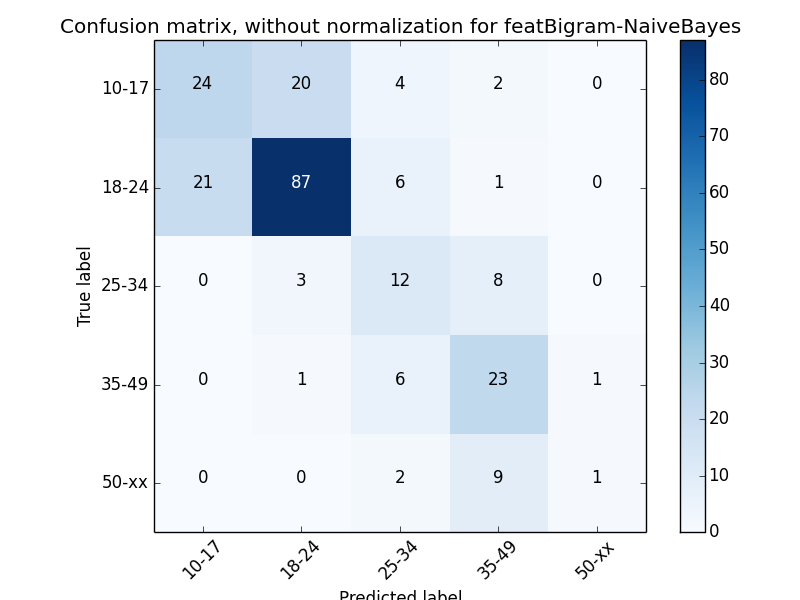 Confusion matrix, without normalization for featBigram-NaiveBayes
10-17 24 20 4 2 0
18-24 21 87 6 1 0
25-34 0 3 12 8 0
35-49 0 1 6 23 1
50-xx 0 0 2 9 1
True label
10-17 18-24 25-34 35-49 50-xx
Predicted label
80
70
60
50
40
30
20
10
0